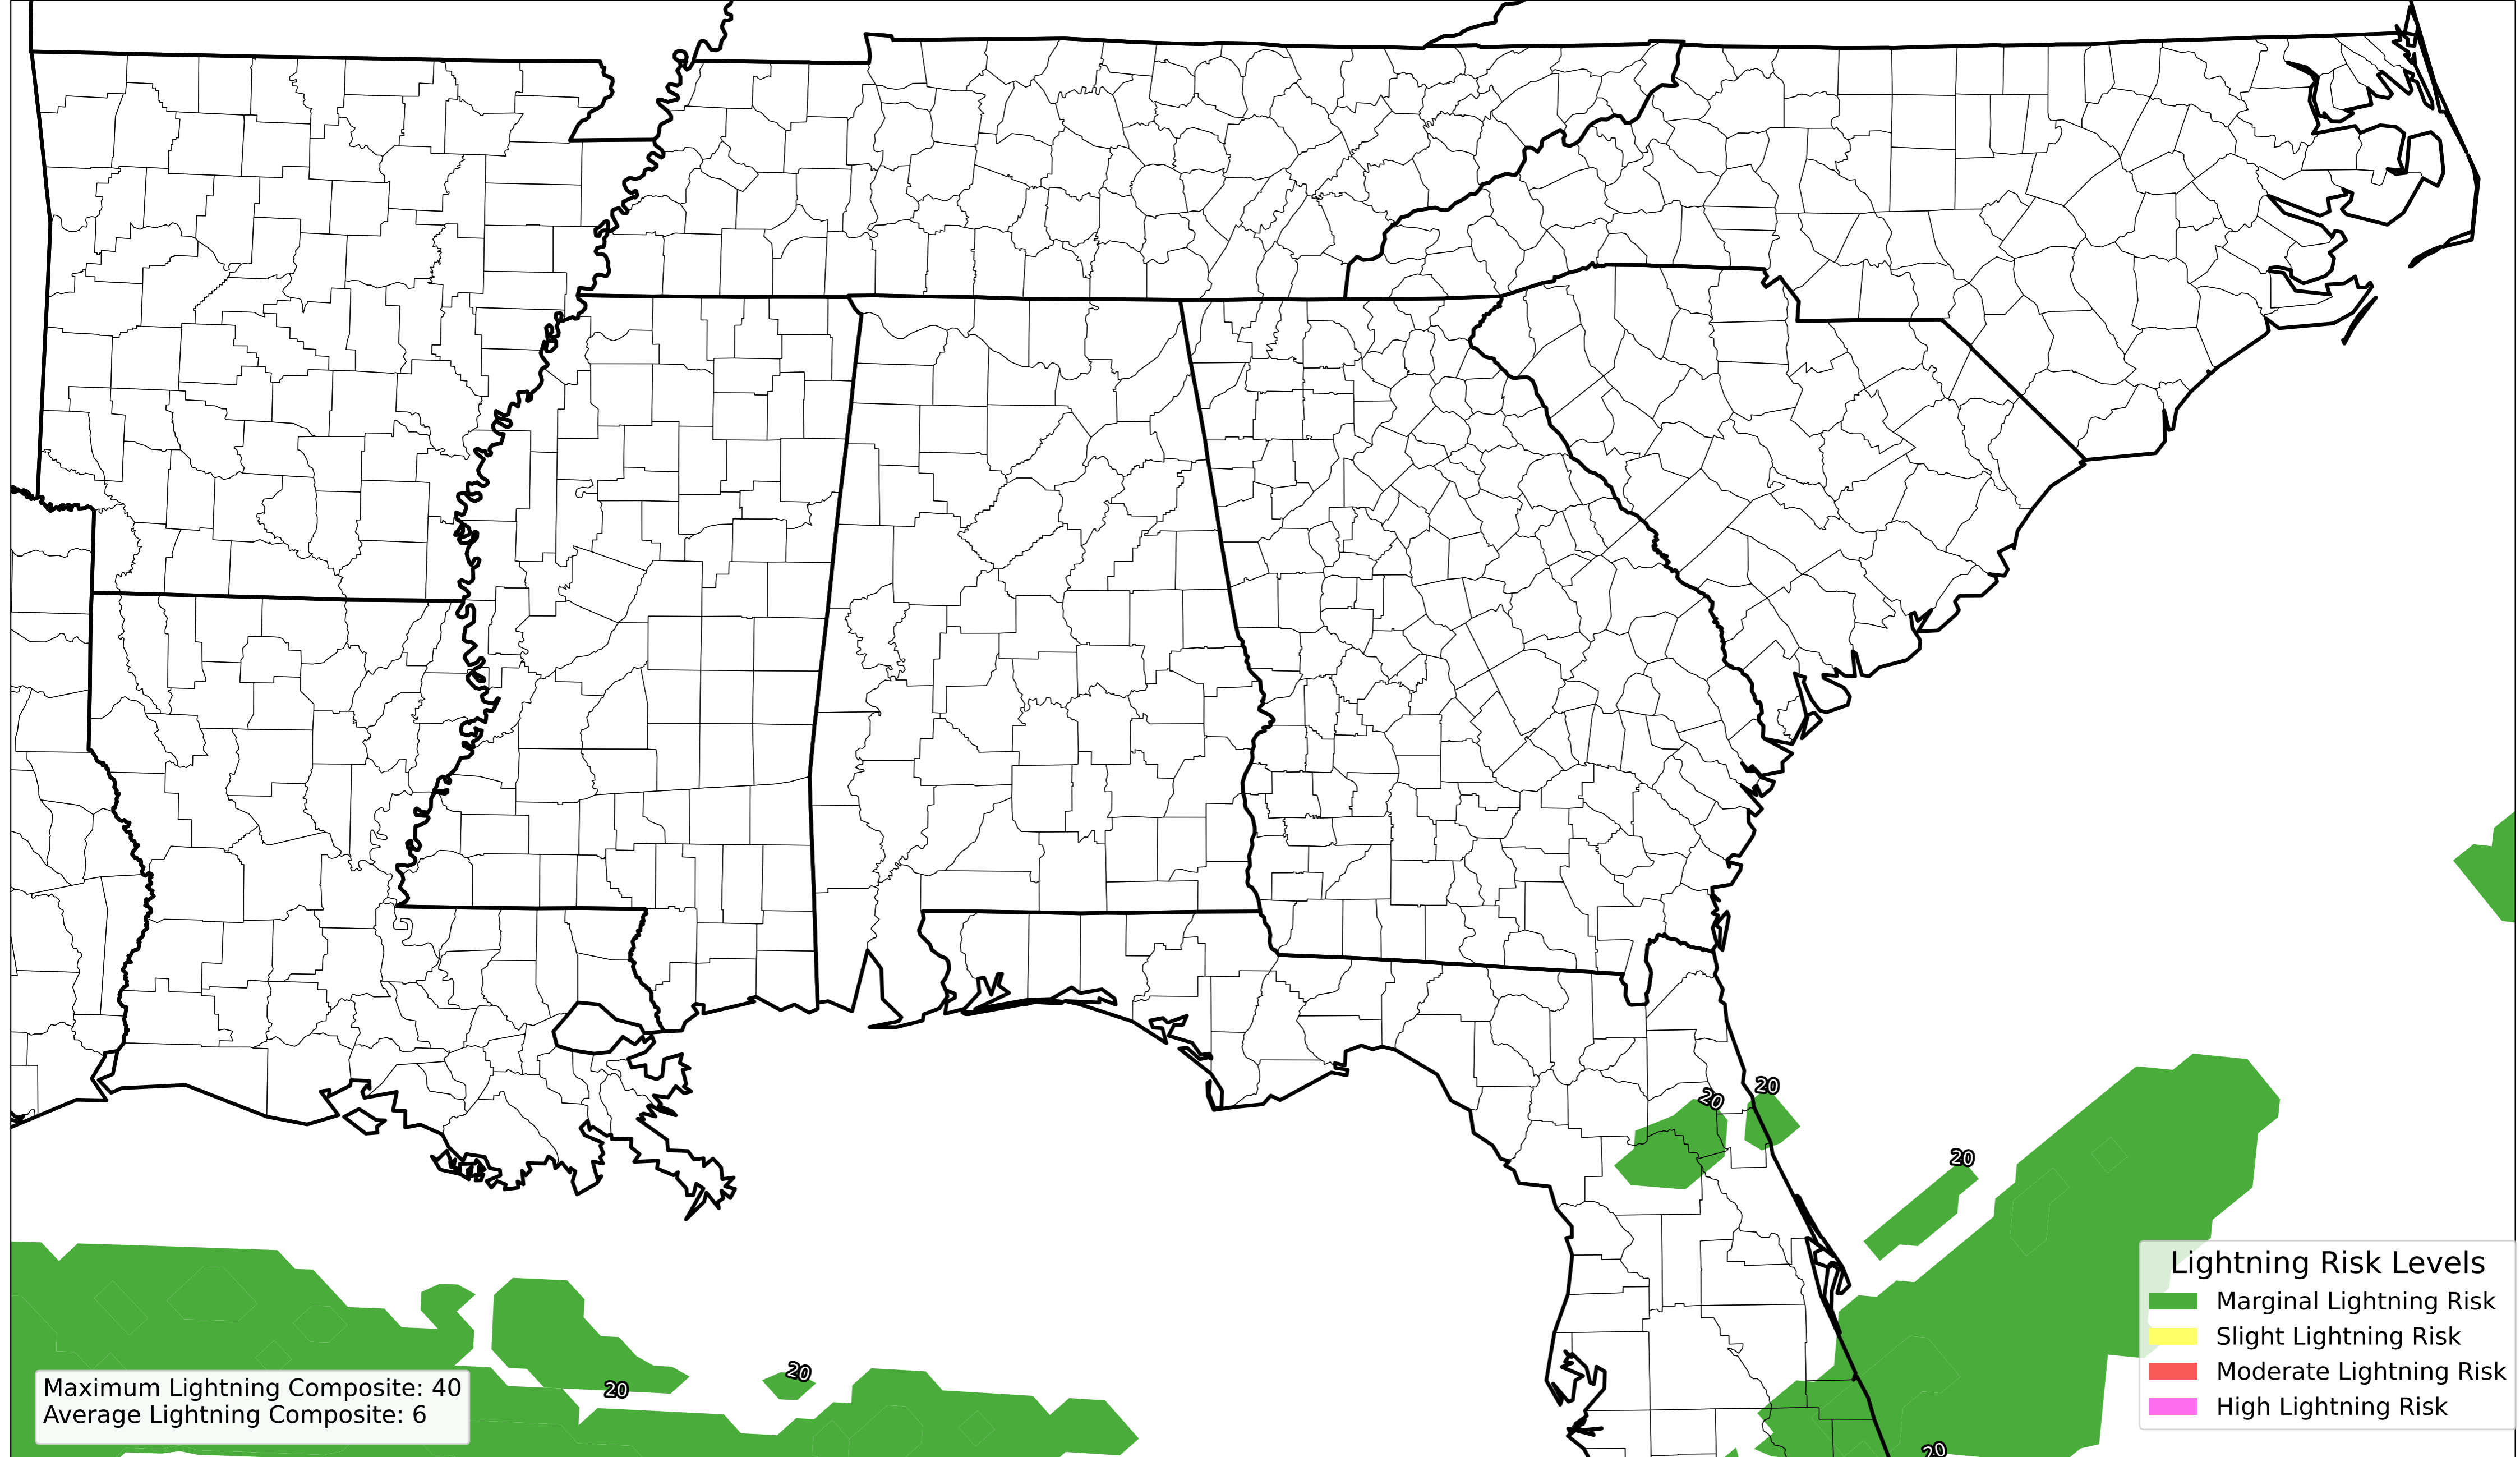 20
20
20
Lightning Risk Levels
Marginal Lightning Risk
Slight Lightning Risk
Moderate Lightning Risk
High Lightning Risk
20
20
Maximum Lightning Composite: 40
Average Lightning Composite: 6
20